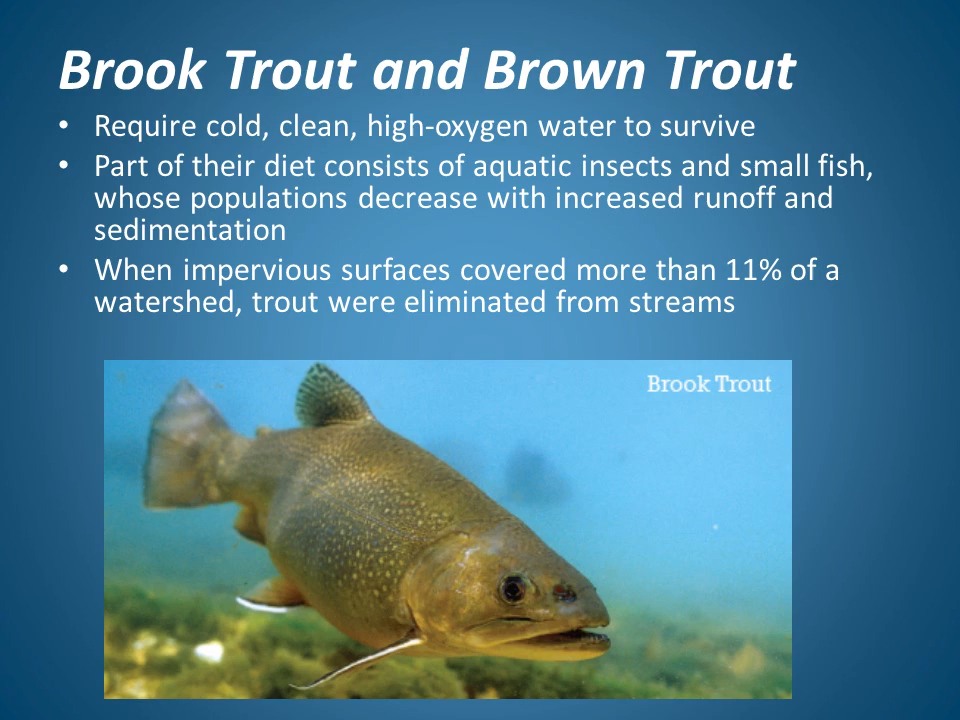 Brook Trout and Brown Trout
• Require cold, clean, high-oxygen water to survive
• Part of their diet consists of aquatic insects and small fish,
whose populations decrease with increased runoff and
sedimentation
• When impervious surfaces covered more than 11% of a
watershed, trout were eliminated from streams
Brook Trout